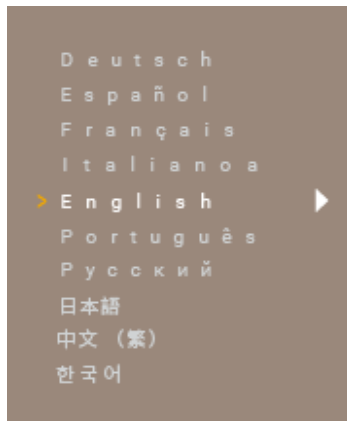 Deutsch
Español
Français
Italianoa
> English
Português
Русский
日本語
中文 （繁）
한국어